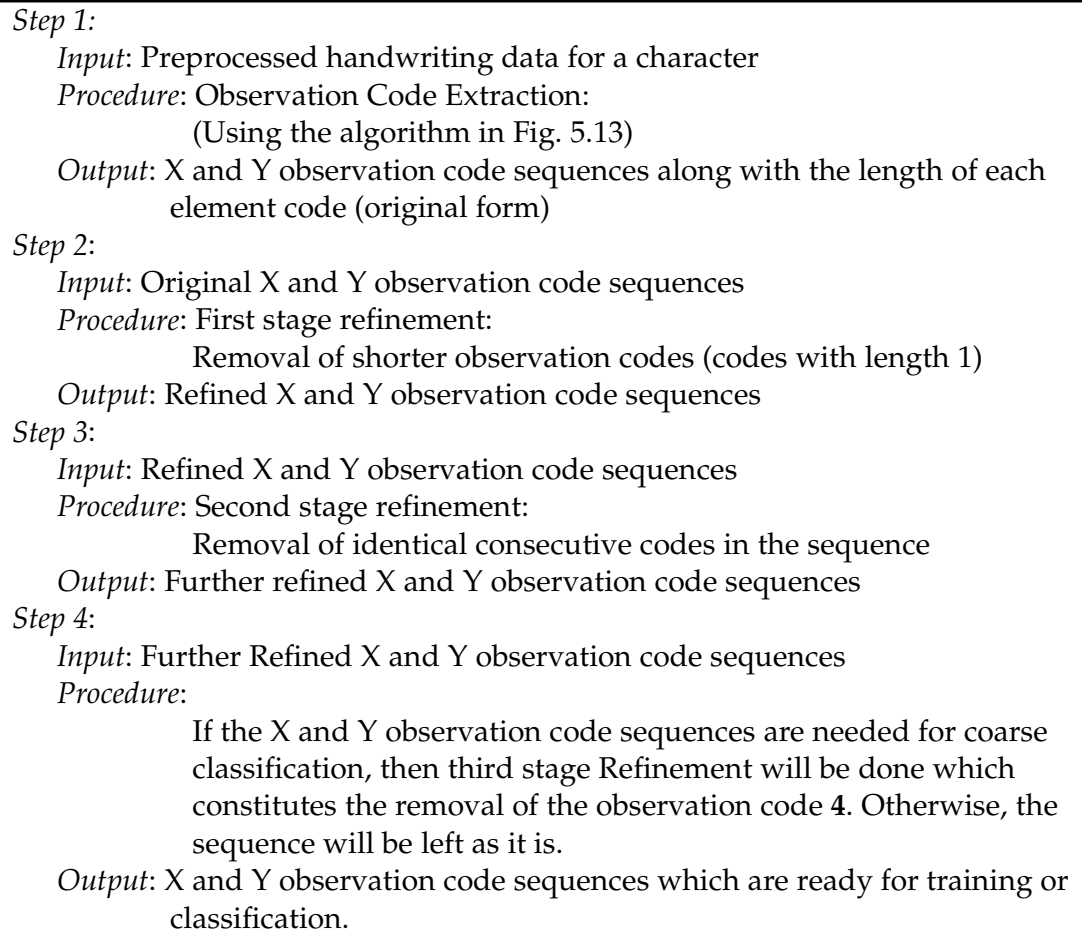 Step 1:
Input: Preprocessed handwriting data for a character
Procedure: Observation Code Extraction:
(Using the algorithm in Fig. 5.13)
Output: X and Y observation code sequences along with the length of each
element code (original form)
Step 2:
Input: Original X and Y observation code sequences
Procedure: First stage refinement:
Removal of shorter observation codes (codes with length 1)
Output: Refined X and Y observation code sequences
Step 3:
Input: Refined X and Y observation code sequences
Procedure: Second stage refinement:
Removal of identical consecutive codes in the sequence
Output: Further refined X and Y observation code sequences
Step 4:
Input: Further Refined X and Y observation code sequences
Procedure:
If the X and Y observation code sequences are needed for coarse
classification, then third stage Refinement will be done which
constitutes the removal of the observation code 4. Otherwise, the
sequence will be left as it is.
Output: X and Y observation code sequences which are ready for training or
classification.